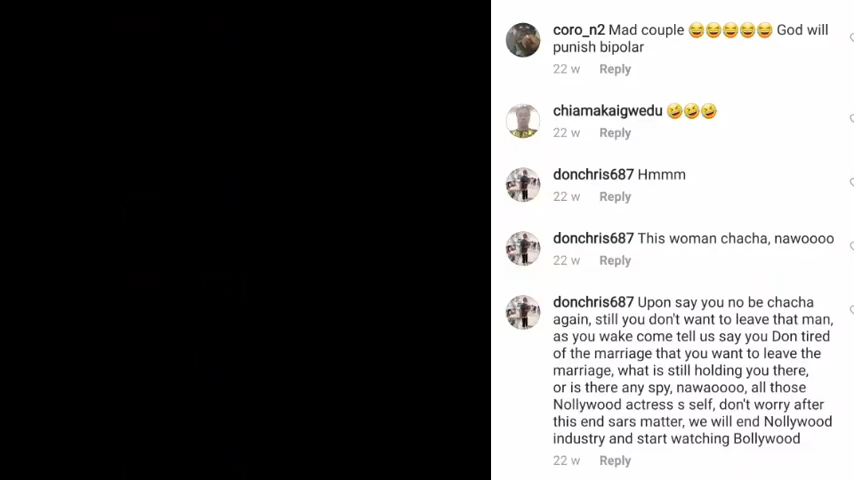 coro_n2 Mad couple 😂😂😂😂😂 God will
punish bipolar
22 w Reply
chiamakaigwedu 🤣🤣🤣
22 w Reply
donchris687 Hmmm
22 w Reply
donchris687 This woman chacha, nawoooo
22 w Reply
donchris687 Upon say you no be chacha
again, still you don't want to leave that man,
as you wake come tell us say you Don tired
of the marriage that you want to leave the
marriage, what is still holding you there,
or is there any spy, nawaoooo, all those
Nollywood actress s self, don't worry after
this end sars matter, we will end Nollywood
industry and start watching Bollywood
22 w Reply